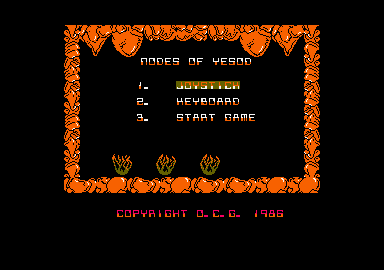 NODES OF YESOD
1. JOYSTICK
2. KEYBOARD
3. START GAME
COPYRIGHT O.C.G. 1986